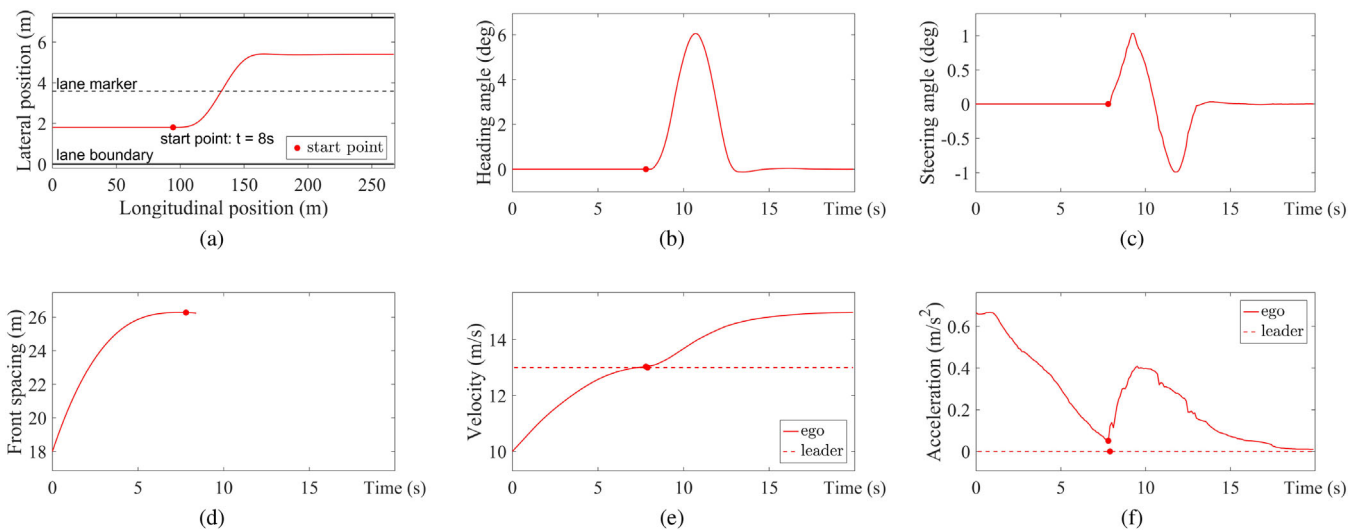 Lateral position (m)
6
4
2
0
lane marker
start point: t = 8s
lane boundary
start point
0 50 100 150 200 250
Longitudinal position (m)
(a)
Heading angle (deg)
6
4
2
0
0 5 10 15 Time (s)
(b)
Steering angle (deg)
1
0.5
0
-0.5
-1
0 5 10 15 Time (s)
(c)
Front spacing (m)
26
24
22
20
18
0 5 10 15 Time (s)
(d)
Velocity (m/s)
14
12
10
ego
leader
0 5 10 15 Time (s)
(e)
Acceleration (m/s²)
0.6
0.4
0.2
0
ego
leader
0 5 10 15 Time (s)
(f)